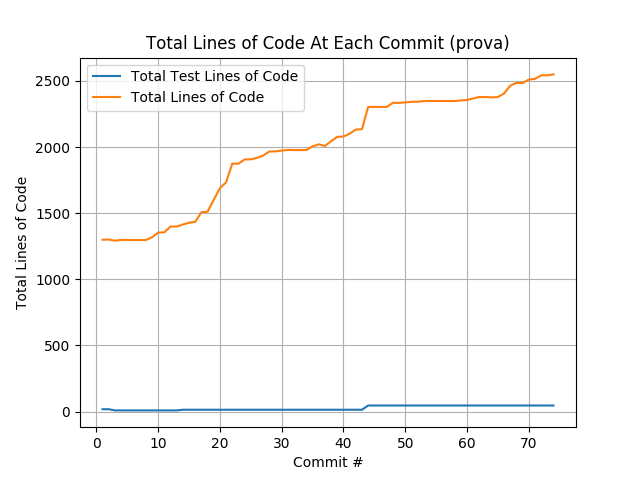 Total Lines of Code At Each Commit (prova)
Total Test Lines of Code
Total Lines of Code
Total Lines of Code
2500
2000
1500
1000
500
0
0 10 20 30 40 50 60 70
Commit #